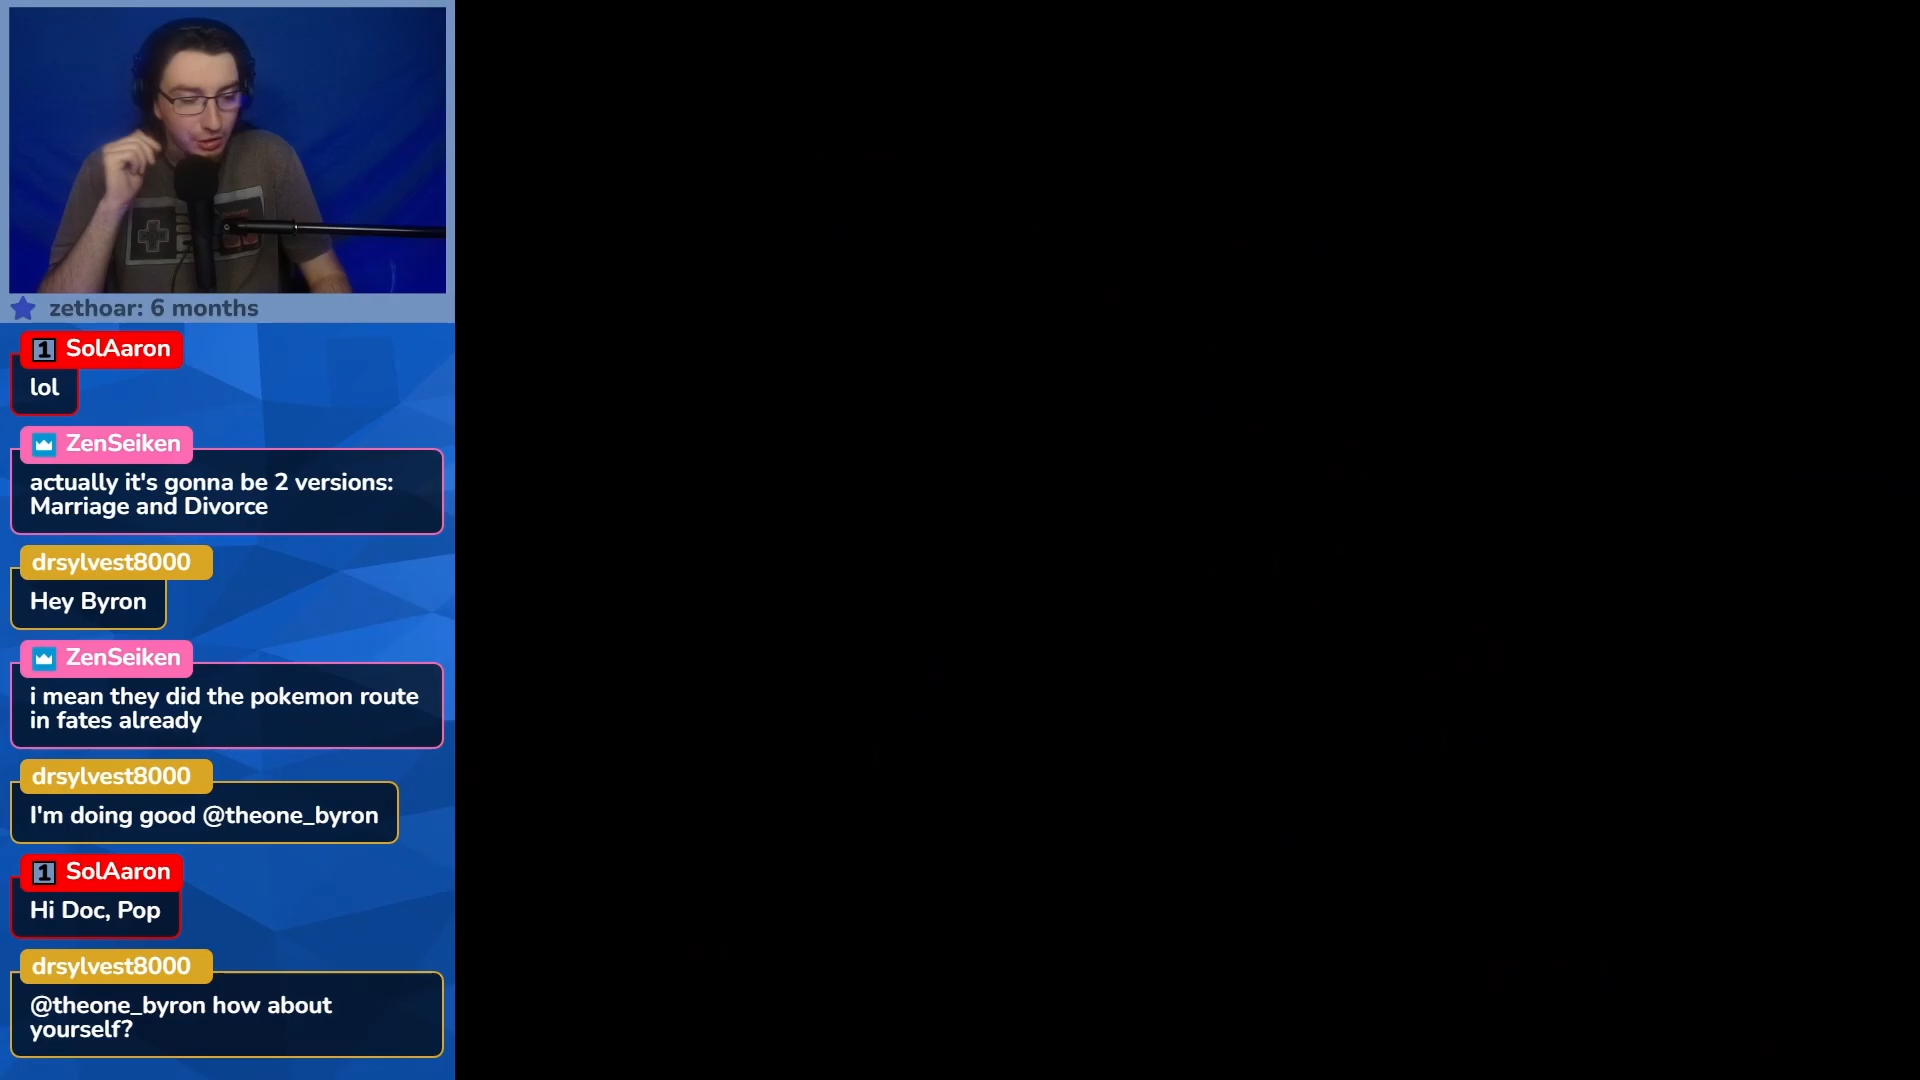 zethoar: 6 months
1 SolAaron
lol
ZenSeiken
actually it's gonna be 2 versions:
Marriage and Divorce
drsylvest8000
Hey Byron
ZenSeiken
i mean they did the pokemon route
in fates already
drsylvest8000
I'm doing good @theone_byron
1 SolAaron
Hi Doc, Pop
drsylvest8000
@theone_byron how about
yourself?